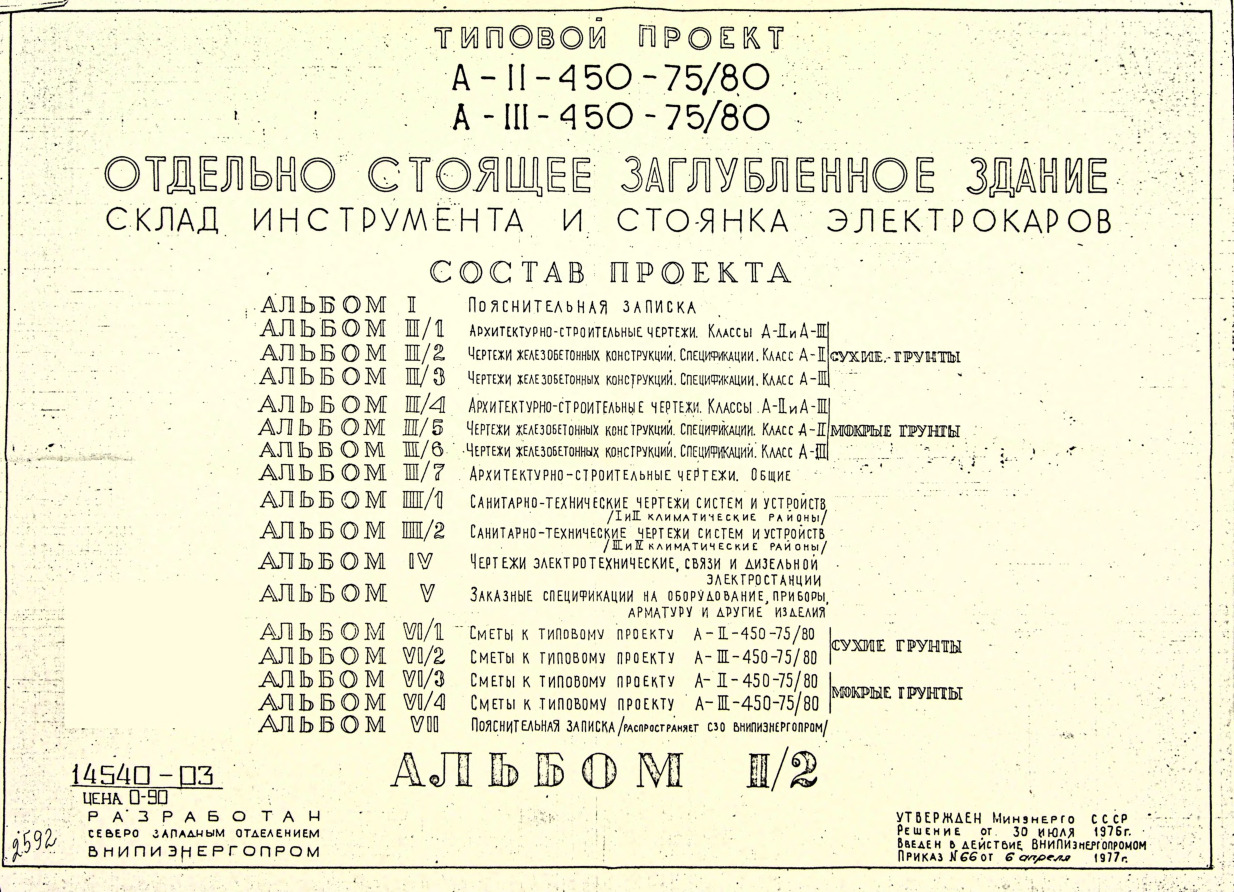 ТИПОВОЙ ПРОЕКТ
А-II-450-75/80
А-III-450-75/80
ОТДЕЛЬНО СТОЯЩЕЕ ЗАГЛУБЛЕННОЕ ЗДАНИЕ
СКЛАД ИНСТРУМЕНТА И СТОЯНКА ЭЛЕКТРОКАРОВ
СОСТАВ ПРОЕКТА
АЛЬБОМ I ПОЯСНИТЕЛЬНАЯ ЗАПИСКА
АЛЬБОМ II/1 АРХИТЕКТУРНО-СТРОИТЕЛЬНЫЕ ЧЕРТЕЖИ. КЛАССЫ А-II И А-III
АЛЬБОМ II/2 ЧЕРТЕЖИ ЖЕЛЕЗОБЕТОННЫХ КОНСТРУКЦИЙ. СПЕЦИФИКАЦИИ. КЛАСС А-II СУХИЕ ГРУНТЫ
АЛЬБОМ II/3 ЧЕРТЕЖИ ЖЕЛЕЗОБЕТОННЫХ КОНСТРУКЦИЙ. СПЕЦИФИКАЦИИ. КЛАСС А-III
АЛЬБОМ II/4 АРХИТЕКТУРНО-СТРОИТЕЛЬНЫЕ ЧЕРТЕЖИ. КЛАССЫ А-II И А-III
АЛЬБОМ II/5 ЧЕРТЕЖИ ЖЕЛЕЗОБЕТОННЫХ КОНСТРУКЦИЙ. СПЕЦИФИКАЦИИ. КЛАСС А-II МОКРЫЕ ГРУНТЫ
АЛЬБОМ II/6 ЧЕРТЕЖИ ЖЕЛЕЗОБЕТОННЫХ КОНСТРУКЦИЙ. СПЕЦИФИКАЦИИ. КЛАСС А-III
АЛЬБОМ II/7 АРХИТЕКТУРНО-СТРОИТЕЛЬНЫЕ ЧЕРТЕЖИ. ОБЩИЕ
АЛЬБОМ III/1 САНИТАРНО-ТЕХНИЧЕСКИЕ ЧЕРТЕЖИ СИСТЕМ И УСТРОЙСТВ
/I И II КЛИМАТИЧЕСКИЕ РАЙОНЫ/
АЛЬБОМ III/2 САНИТАРНО-ТЕХНИЧЕСКИЕ ЧЕРТЕЖИ СИСТЕМ И УСТРОЙСТВ
/III И IV КЛИМАТИЧЕСКИЕ РАЙОНЫ/
АЛЬБОМ IV ЧЕРТЕЖИ ЭЛЕКТРОТЕХНИЧЕСКИЕ, СВЯЗИ И ДИЗЕЛЬНОЙ
ЭЛЕКТРОСТАНЦИИ
АЛЬБОМ V ЗАКАЗНЫЕ СПЕЦИФИКАЦИИ НА ОБОРУДОВАНИЕ, ПРИБОРЫ,
АРМАТУРУ И ДРУГИЕ ИЗДЕЛИЯ
АЛЬБОМ VI/1 СМЕТЫ К ТИПОВОМУ ПРОЕКТУ А-II-450-75/80
СУХИЕ ГРУНТЫ
АЛЬБОМ VI/2 СМЕТЫ К ТИПОВОМУ ПРОЕКТУ А-III-450-75/80
АЛЬБОМ VI/3 СМЕТЫ К ТИПОВОМУ ПРОЕКТУ А-II-450-75/80
МОКРЫЕ ГРУНТЫ
АЛЬБОМ VI/4 СМЕТЫ К ТИПОВОМУ ПРОЕКТУ А-III-450-75/80
АЛЬБОМ VII ПОЯСНИТЕЛЬНАЯ ЗАПИСКА /РАСПРОСТРАНЯЕТ СЗО ВНИПИЭНЕРГОПРОМ/
АЛЬБОМ II/2
14540-03
ЦЕНА 0-90
РАЗРАБОТАН
СЕВЕРО ЗАПАДНЫМ ОТДЕЛЕНИЕМ
ВНИПИЭНЕРГОПРОМ
2592
УТВЕРЖДЕН МИНЭНЕРГО СССР
РЕШЕНИЕ ОТ 30 ИЮЛЯ 1976г.
ВВЕДЕН В ДЕЙСТВИЕ ВНИПИЭНЕРГОПРОМОМ
ПРИКАЗ №66 ОТ 6 апреля 1977г.